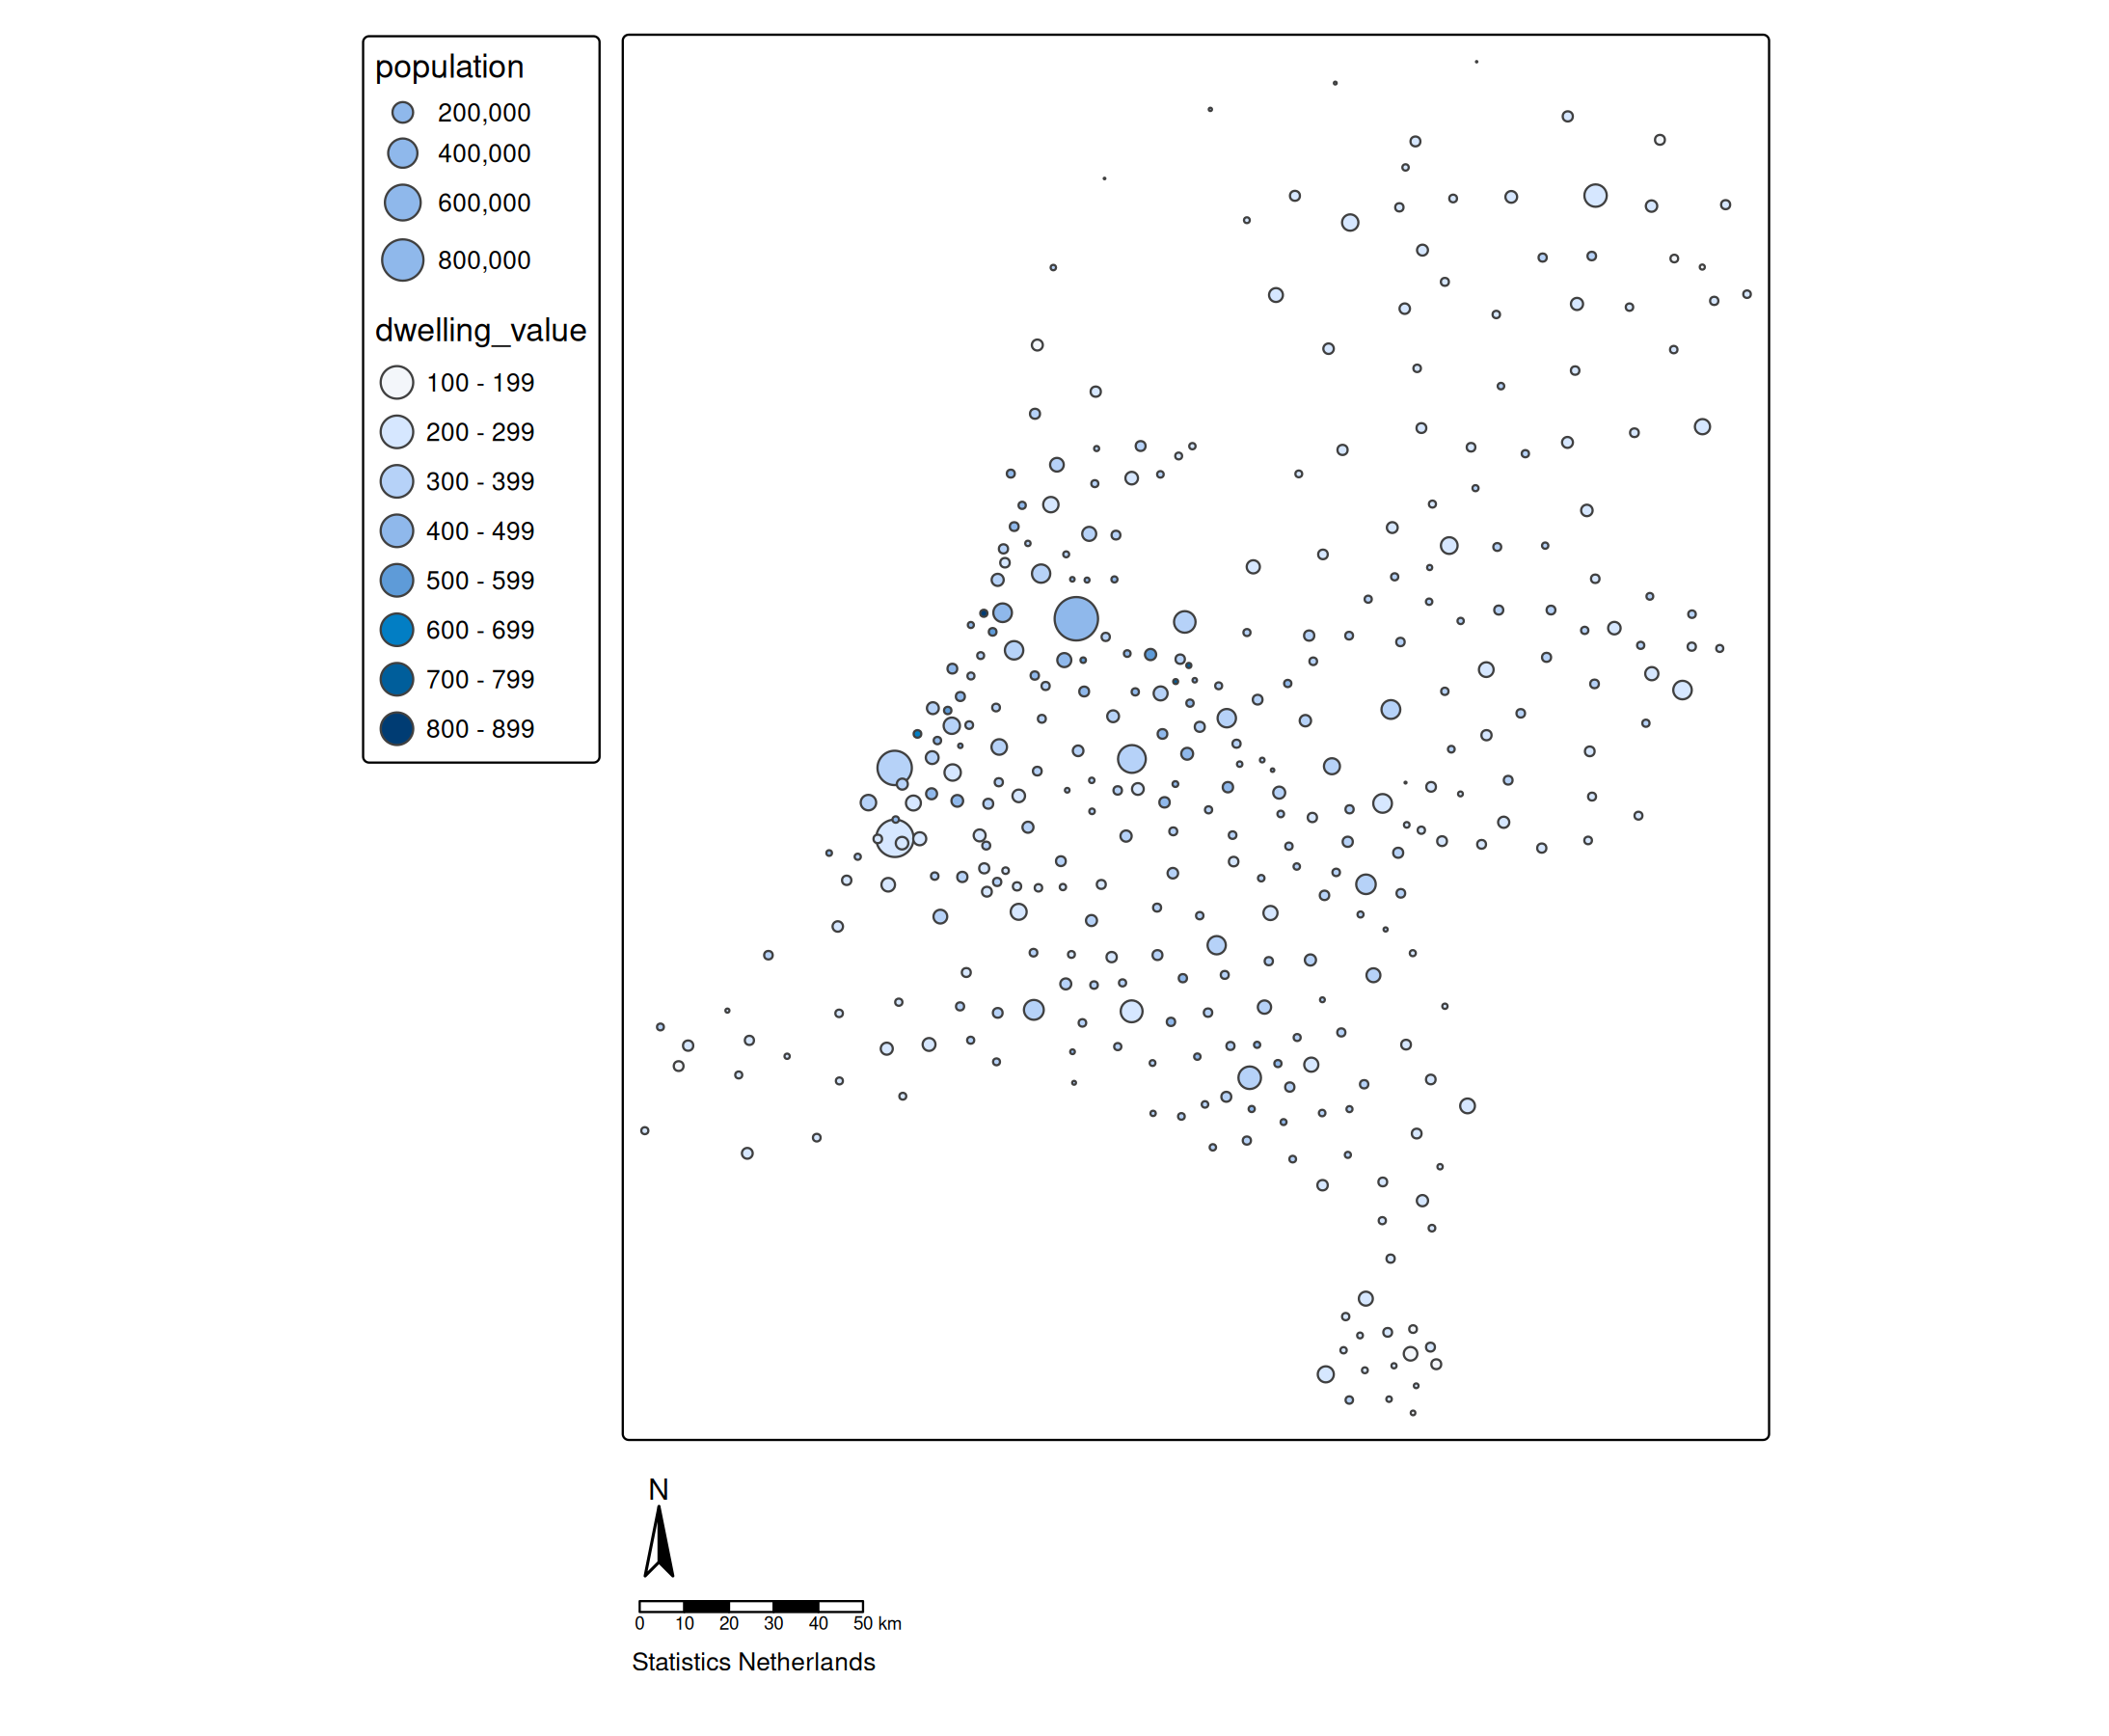 population
200,000
400,000
600,000
800,000
dwelling_value
100 - 199
200 - 299
300 - 399
400 - 499
500 - 599
600 - 699
700 - 799
800 - 899
N
0 10 20 30 40 50 km
Statistics Netherlands